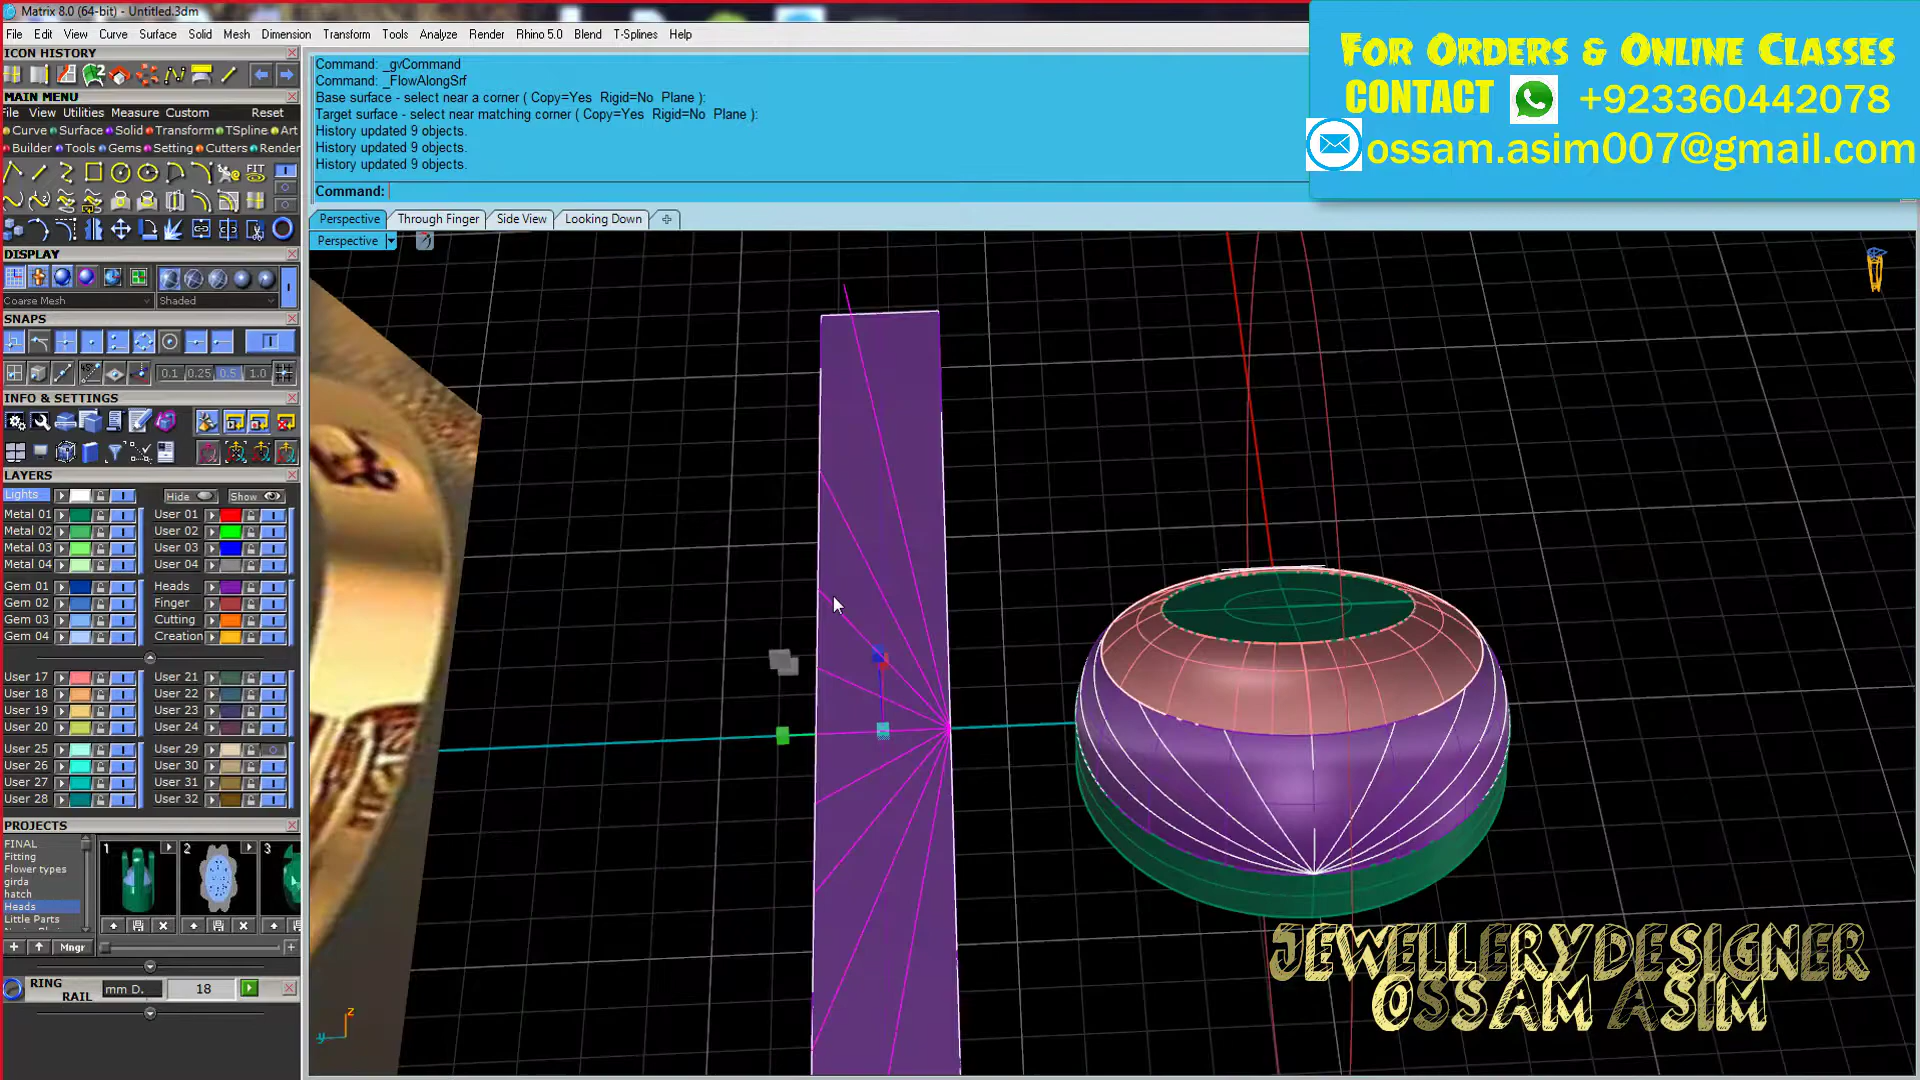 Matrix 8.0 (64-bit) - Untitled.3dm
File Edit View Curve Surface Solid Mesh Dimension Transform Tools Analyze Render Rhino 5.0 Blend T-Splines Help
ICON HISTORY
MAIN MENU
File View Utilities Measure Custom Reset
Curve Surface Solid Transform TSpline Art
Builder Tools Gems Setting Cutters Render
FIT
DISPLAY
Coarse Mesh Shaded
SNAPS
0.1 0.25 0.5 1.0
INFO & SETTINGS
LAYERS
Lights Hide Show
Metal 01 User 01
Metal 02 User 02
Metal 03 User 03
Metal 04 User 04
Gem 01 Heads
Gem 02 Finger
Gem 03 Cutting
Gem 04 Creation
User 17 User 21
User 18 User 22
User 19 User 23
User 20 User 24
User 25 User 29
User 26 User 30
User 27 User 31
User 28 User 32
PROJECTS
FINAL
Fitting
Flower types
girda
hatch
Heads
Little Parts
1 2 3
Mngr
RING RAIL mm D. 18
Command: _gvCommand
Command: _FlowAlongSrf
Base surface - select near a corner ( Copy=Yes Rigid=No Plane ):
Target surface - select near matching corner ( Copy=Yes Rigid=No Plane ):
History updated 9 objects.
History updated 9 objects.
History updated 9 objects.
Command:
Perspective Through Finger Side View Looking Down
Perspective
z
y
For Orders & Online Classes
Contact +923360442078
ossam.asim007@gmail.com
Jewellery Designer
Ossam Asim